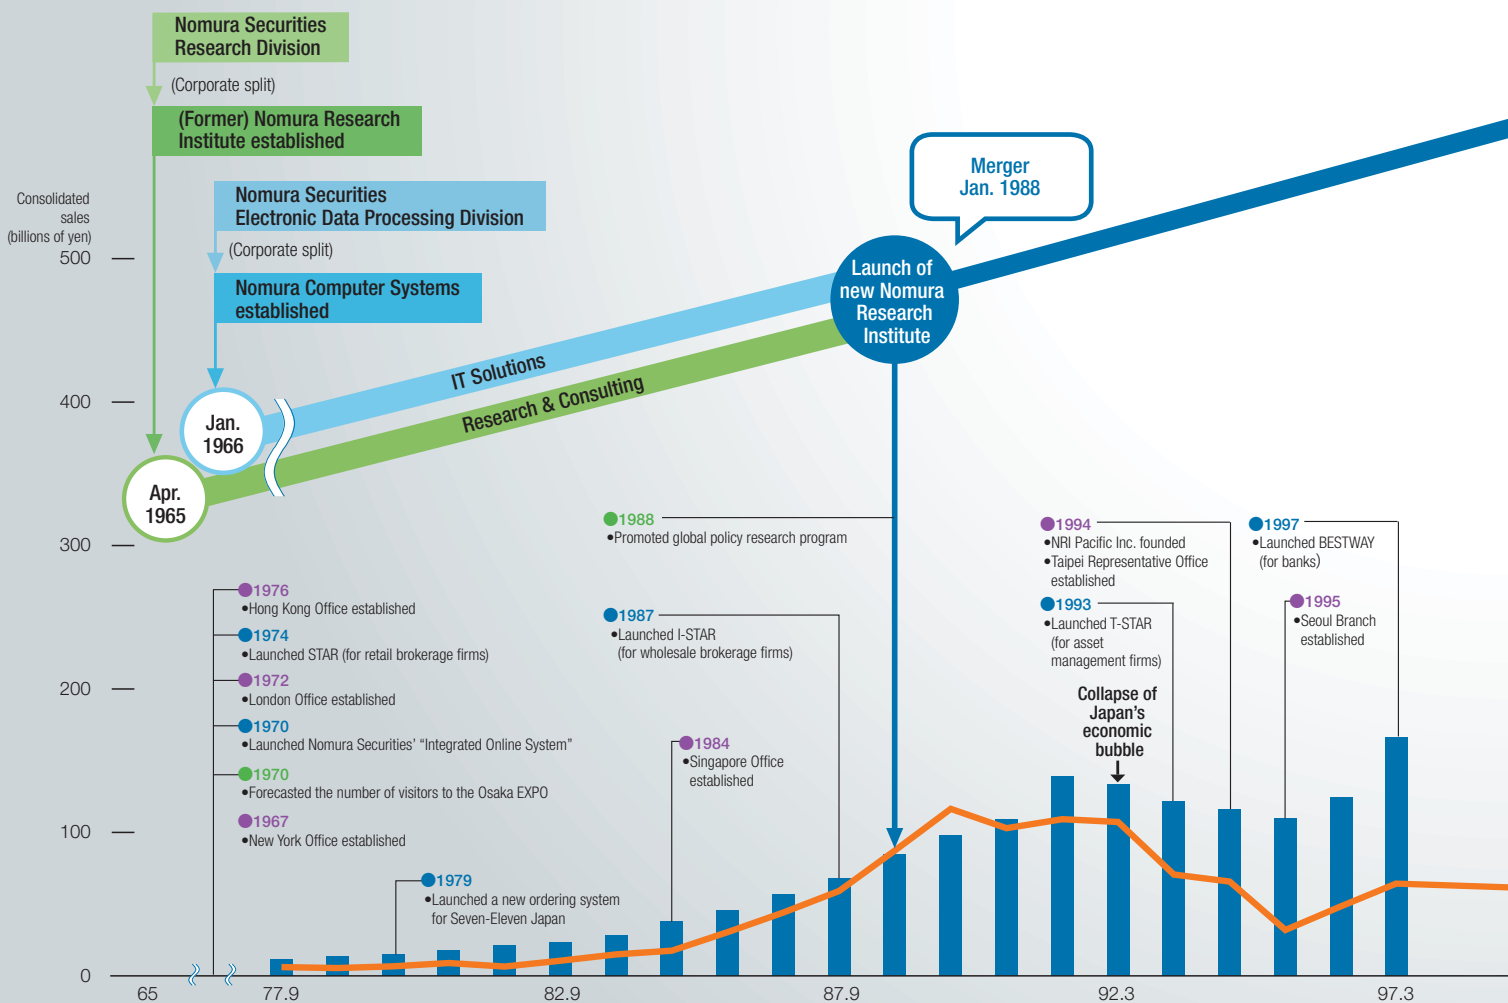 Nomura Securities
Research Division
(Corporate split)
(Former) Nomura Research
Institute established
Nomura Securities
Electronic Data Processing Division
(Corporate split)
Nomura Computer Systems
established
Jan.
1966
Apr.
1965
IT Solutions
Research & Consulting
Merger
Jan. 1988
Launch of
new Nomura
Research
Institute
Consolidated
sales
(billions of yen)
500
400
300
200
100
0
1976
•Hong Kong Office established
1974
•Launched STAR (for retail brokerage firms)
1972
•London Office established
1970
•Launched Nomura Securities’ “Integrated Online System”
1970
•Forecasted the number of visitors to the Osaka EXPO
1967
•New York Office established
1979
•Launched a new ordering system
for Seven-Eleven Japan
1988
•Promoted global policy research program
1987
•Launched I-STAR
(for wholesale brokerage firms)
1984
•Singapore Office
established
1994
•NRI Pacific Inc. founded
•Taipei Representative Office
established
1993
•Launched T-STAR
(for asset
management firms)
Collapse of
Japan’s
economic
bubble
1997
•Launched BESTWAY
(for banks)
1995
•Seoul Branch
established
65
77.9
82.9
87.9
92.3
97.3